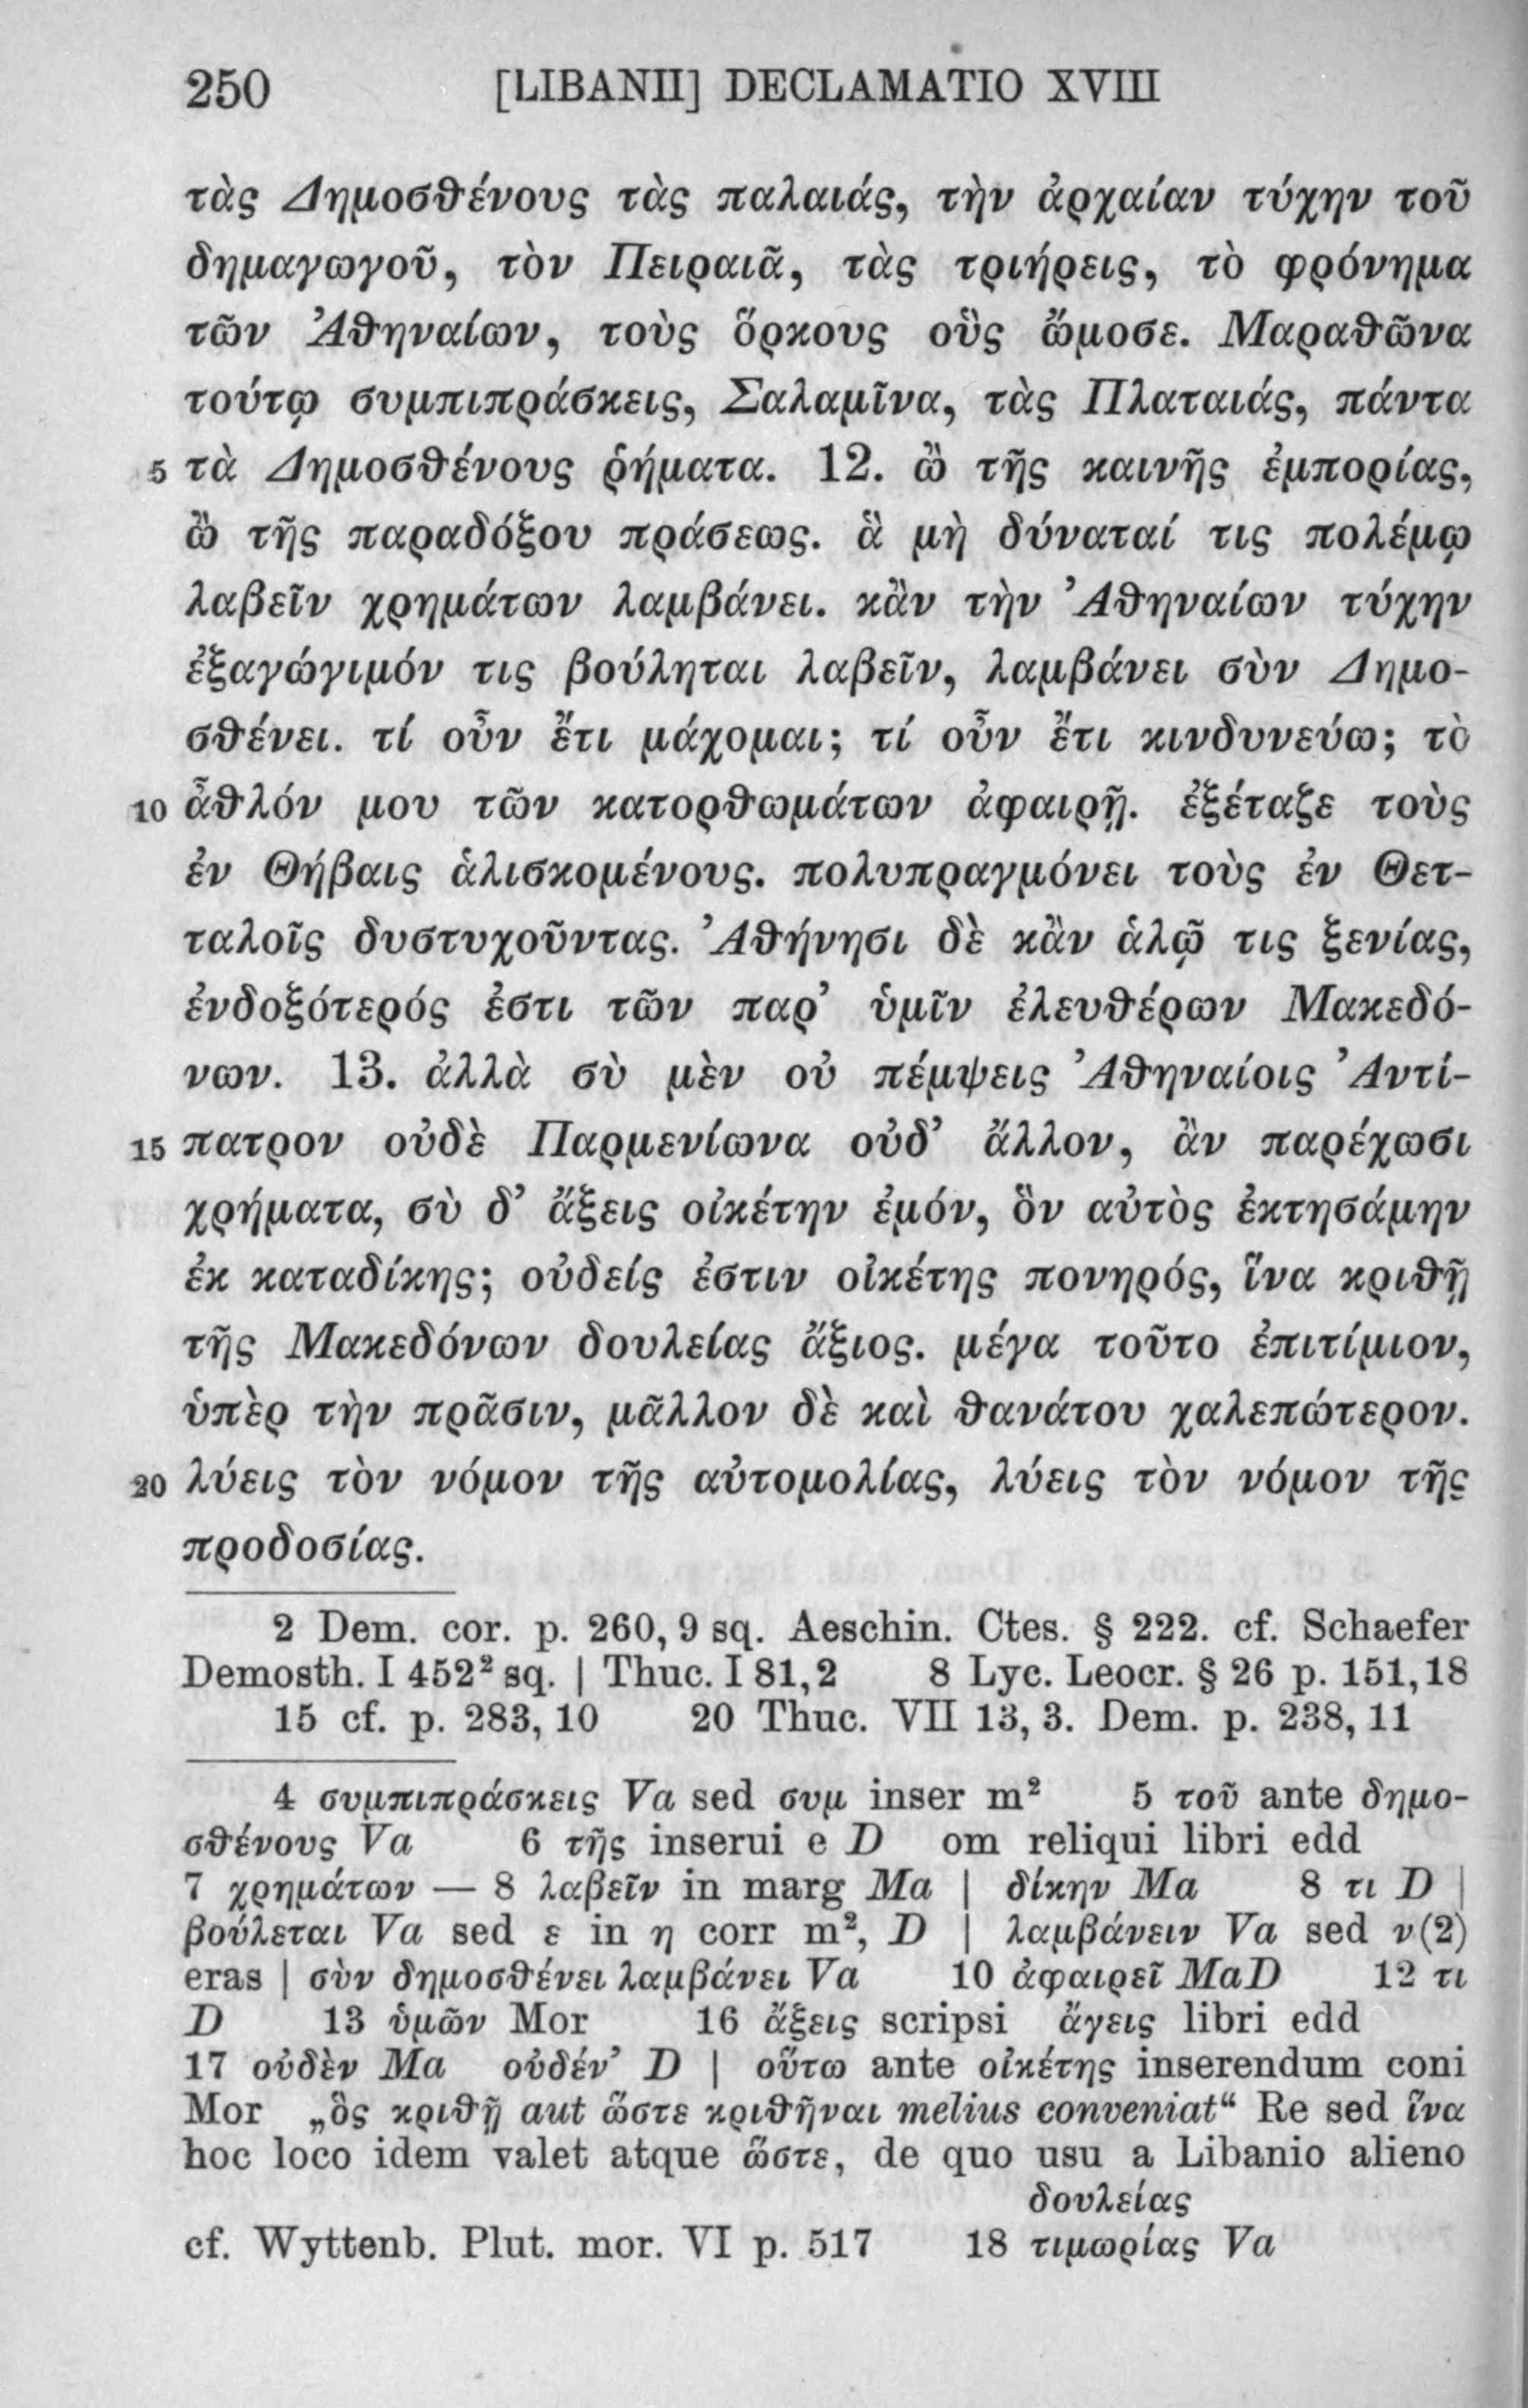 250 [LIBANII] DECLAMATIO XVIII
τὰς Δημοσθένους τὰς παλαιάς, τὴν ἀρχαίαν τύχην τοῦ
δημαγωγοῦ, τὸν Πειραιᾶ, τὰς τριήρεις, τὸ φρόνημα
τῶν Ἀθηναίων, τοὺς ὅρκους οὓς ὤμοσε. Μαραθῶνα
τούτῳ συμπιπράσκεις, Σαλαμῖνα, τὰς Πλαταιάς, πάντα
5 τὰ Δημοσθένους ῥήματα. 12. ὢ τῆς καινῆς ἐμπορίας,
ὢ τῆς παραδόξου πράσεως. ἃ μὴ δύναταί τις πολέμῳ
λαβεῖν χρημάτων λαμβάνει. κἂν τὴν Ἀθηναίων τύχην
ἐξαγώγιμόν τις βούληται λαβεῖν, λαμβάνει σὺν Δημο-
σθένει. τί οὖν ἔτι μάχομαι; τί οὖν ἔτι κινδυνεύω; τὸ
10 ἆθλόν μου τῶν κατορθωμάτων ἀφαιρῇ. ἐξέταζε τοὺς
ἐν Θήβαις ἁλισκομένους. πολυπραγμόνει τοὺς ἐν Θετ-
ταλοῖς δυστυχοῦντας. Ἀθήνησι δὲ κἂν ἁλῷ τις ξενίας,
ἐνδοξότερός ἐστι τῶν παρ’ ὑμῖν ἐλευθέρων Μακεδό-
νων. 13. ἀλλὰ σὺ μὲν οὐ πέμψεις Ἀθηναίοις Ἀντί-
15 πατρον οὐδὲ Παρμενίωνα οὐδ’ ἄλλον, ἂν παρέχωσι
χρήματα, σὺ δ’ ἄξεις οἰκέτην ἐμόν, ὃν αὐτὸς ἐκτησάμην
ἐκ καταδίκης; οὐδείς ἐστιν οἰκέτης πονηρός, ἵνα κριθῇ
τῆς Μακεδόνων δουλείας ἄξιος. μέγα τοῦτο ἐπιτίμιον,
ὑπὲρ τὴν πρᾶσιν, μᾶλλον δὲ καὶ θανάτου χαλεπώτερον.
20 λύεις τὸν νόμον τῆς αὐτομολίας, λύεις τὸν νόμον τῆς
προδοσίας.
2 Dem. cor. p. 260, 9 sq. Aeschin. Ctes. § 222. cf. Schaefer
Demosth. I 452² sq. | Thuc. I 81, 2 8 Lyc. Leocr. § 26 p. 151, 18
15 cf. p. 283, 10 20 Thuc. VII 13, 3. Dem. p. 238, 11
4 συμπιπράσκεις Va sed συμ inser m² 5 τοῦ ante δημο-
σθένους Va 6 τῆς inserui e D om reliqui libri edd
7 χρημάτων — 8 λαβεῖν in marg Ma | δίκην Ma 8 τι D |
βούλεται Va sed ε in η corr m², D | λαμβάνειν Va sed ν(2)
eras | σὺν δημοσθένει λαμβάνει Va 10 ἀφαιρεῖ MaD 12 τι
D 13 ὑμῶν Mor 16 ἄξεις scripsi ἄγεις libri edd
17 οὐδὲν Ma οὐδέν’ D | οὕτω ante οἰκέτης inserendum coni
Mor „ὃς κριθῇ aut ὥστε κριθῆναι melius conveniat“ Re sed ἵνα
hoc loco idem valet atque ὥστε, de quo usu a Libanio alieno
δουλείας
cf. Wyttenb. Plut. mor. VI p. 517 18 τιμωρίας Va